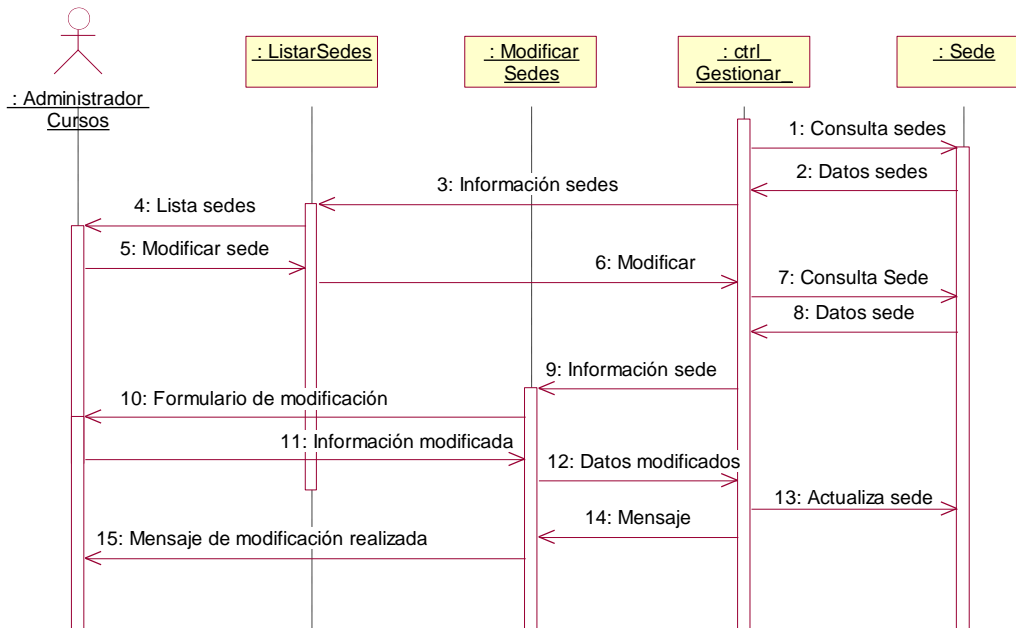 : Administrador
Cursos
: ListarSedes
: Modificar
Sedes
: ctrl_
Gestionar_
: Sede
1: Consulta sedes
2: Datos sedes
3: Información sedes
4: Lista sedes
5: Modificar sede
6: Modificar
7: Consulta Sede
8: Datos sede
9: Información sede
10: Formulario de modificación
11: Información modificada
12: Datos modificados
13: Actualiza sede
14: Mensaje
15: Mensaje de modificación realizada